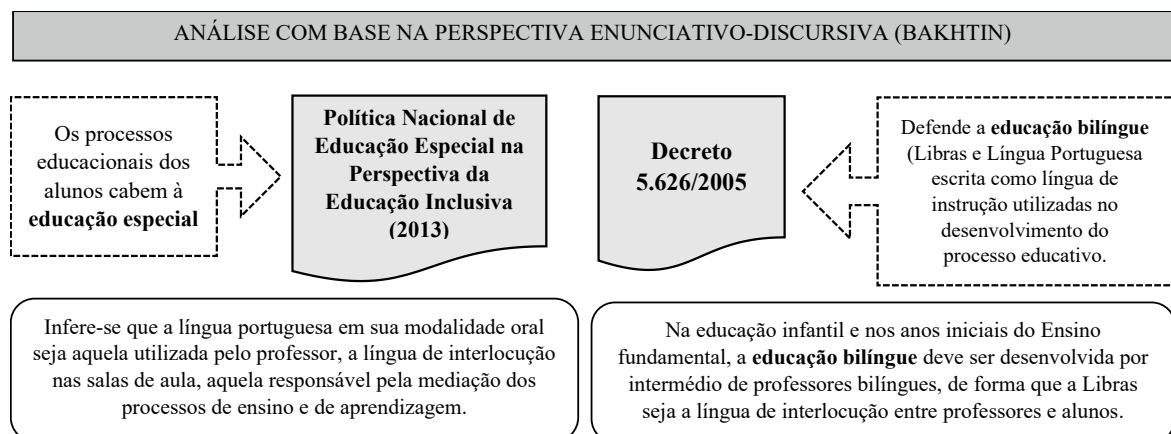 ANÁLISE COM BASE NA PERSPECTIVA ENUNCIATIVO-DISCURSIVA (BAKHTIN)
Os processos
educacionais dos
alunos cabem à
educação especial
Política Nacional de
Educação Especial na
Perspectiva da
Educação Inclusiva
(2013)
Decreto
5.626/2005
Defende a educação bilíngue
(Libras e Língua Portuguesa
escrita como língua de
instrução utilizadas no
desenvolvimento do
processo educativo.
Infere-se que a língua portuguesa em sua modalidade oral
seja aquela utilizada pelo professor, a língua de interlocução
nas salas de aula, aquela responsável pela mediação dos
processos de ensino e de aprendizagem.
Na educação infantil e nos anos iniciais do Ensino
fundamental, a educação bilíngue deve ser desenvolvida por
intermédio de professores bilíngues, de forma que a Libras
seja a língua de interlocução entre professores e alunos.